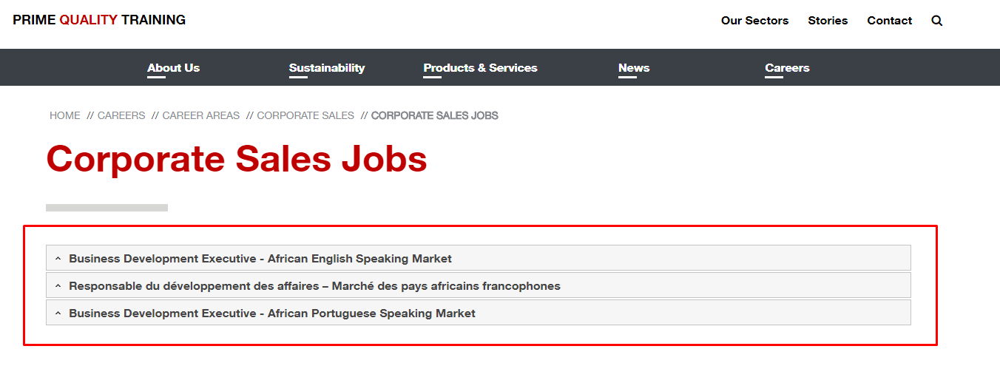 PRIME QUALITY TRAINING
Our Sectors Stories Contact
About Us Sustainability Products & Services News Careers
HOME // CAREERS // CAREER AREAS // CORPORATE SALES // CORPORATE SALES JOBS
Corporate Sales Jobs
Business Development Executive - African English Speaking Market
Responsable du développement des affaires – Marché des pays africains francophones
Business Development Executive - African Portuguese Speaking Market